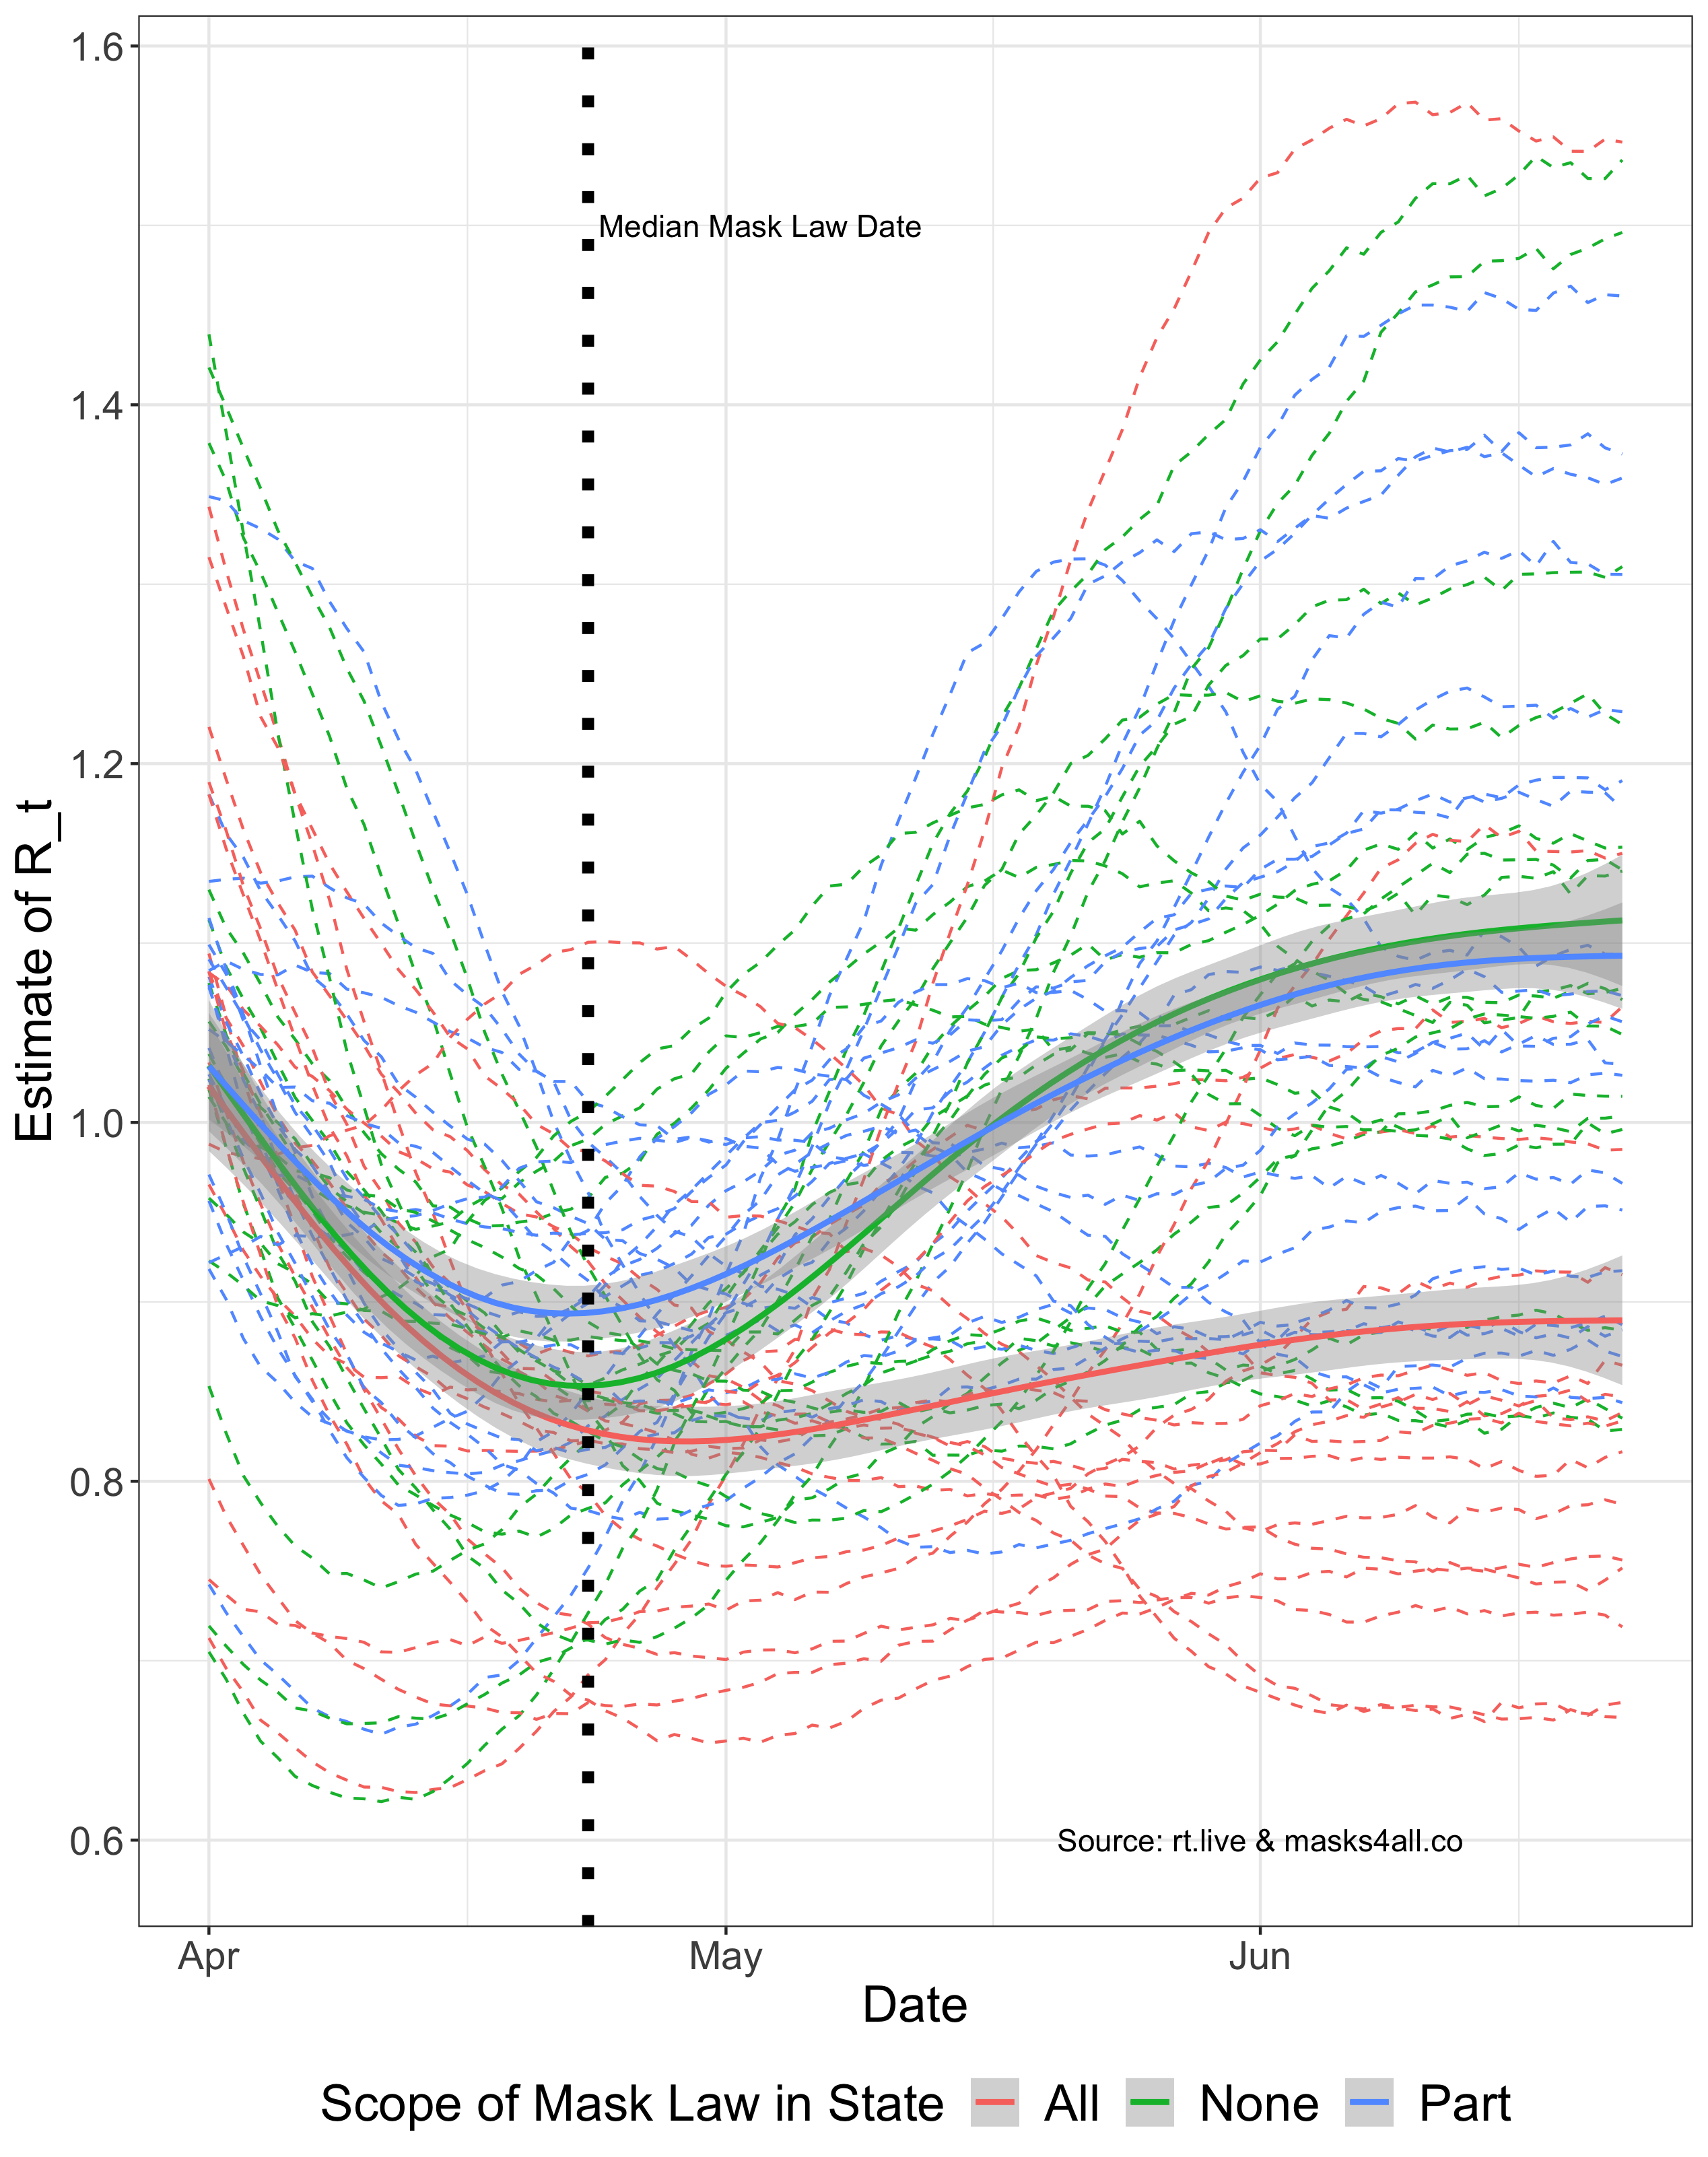 1.6
Median Mask Law Date
1.4
1.2
Estimate of R_t
1.0
0.8
0.6
Source: rt.live & masks4all.co
Apr May Jun
Date
Scope of Mask Law in State All None Part